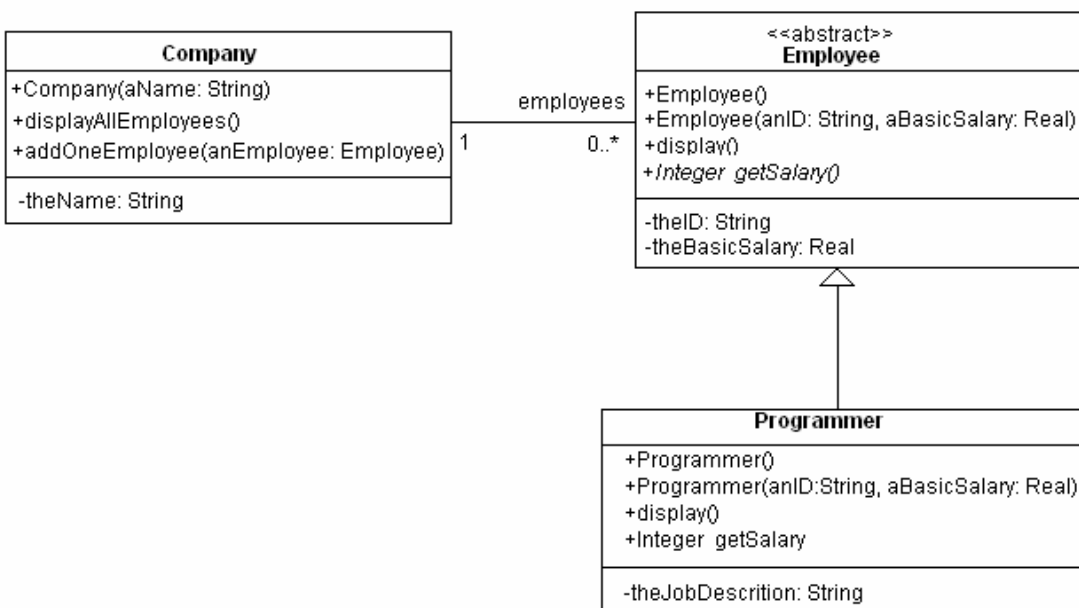 Company
+Company(aName: String)
+displayAllEmployees()
+addOneEmployee(anEmployee: Employee)
-theName: String
employees
1
0..*
<<abstract>>
Employee
+Employee()
+Employee(anID: String, aBasicSalary: Real)
+display()
+Integer getSalary()
-theID: String
-theBasicSalary: Real
Programmer
+Programmer()
+Programmer(anID:String, aBasicSalary: Real)
+display()
+Integer getSalary
-theJobDescrition: String